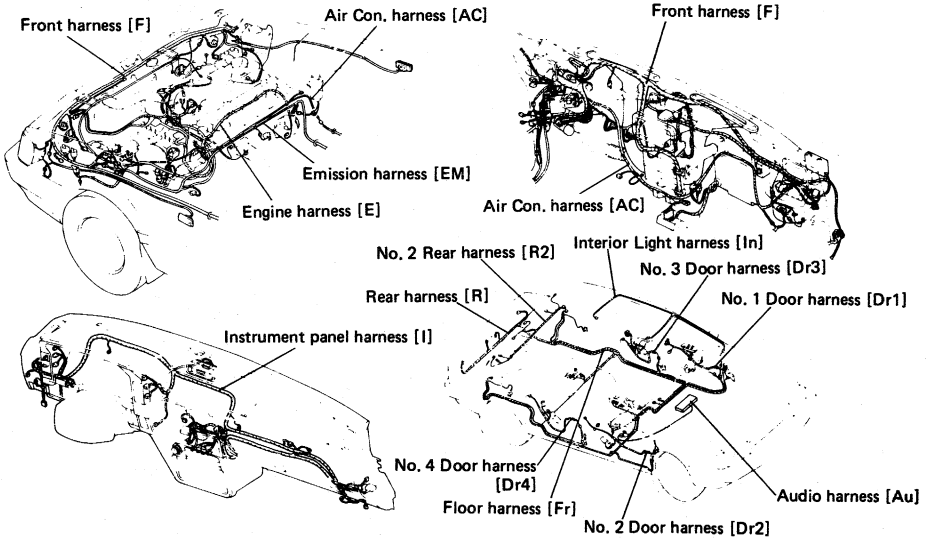 Front harness [F]
Air Con. harness [AC]
Emission harness [EM]
Engine harness [E]
Front harness [F]
Air Con. harness [AC]
Instrument panel harness [I]
No. 2 Rear harness [R2]
Interior Light harness [In]
No. 3 Door harness [Dr3]
Rear harness [R]
No. 1 Door harness [Dr1]
No. 4 Door harness
[Dr4]
Floor harness [Fr]
Audio harness [Au]
No. 2 Door harness [Dr2]